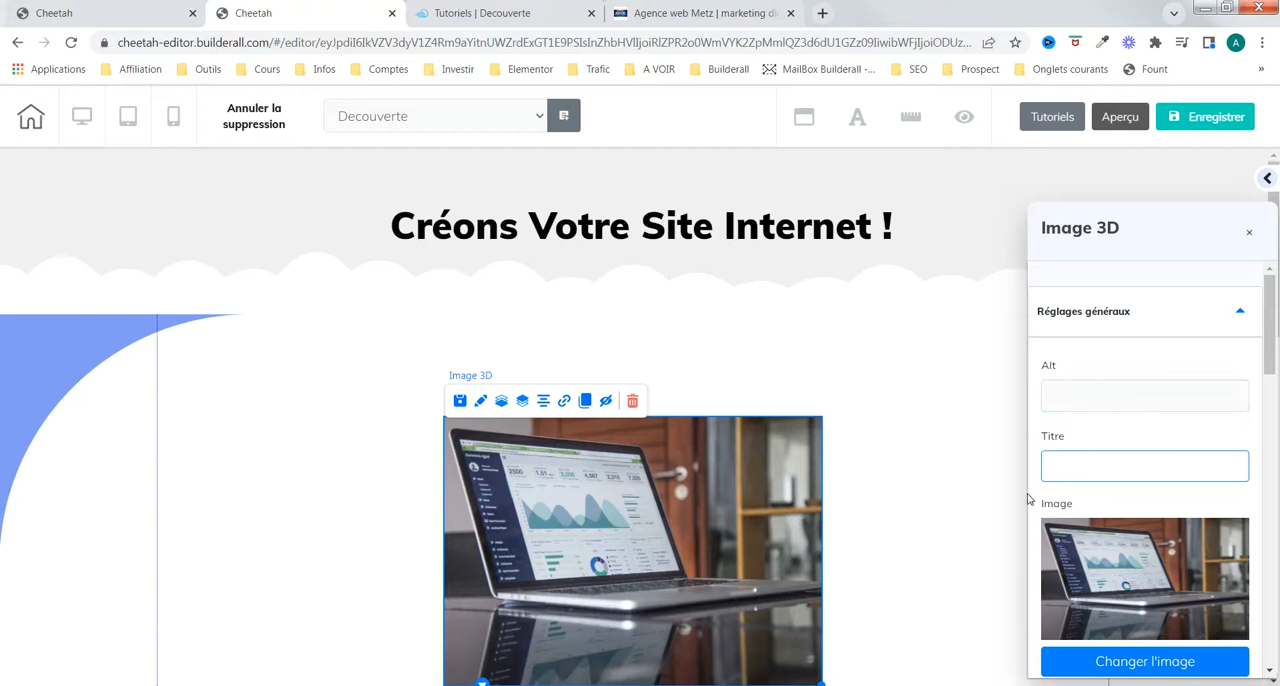 Cheetah
Cheetah
Tutoriels | Decouverte
Agence web Metz | marketing di
cheetah-editor.builderall.com/#/editor/
Applications
Affiliation
Outils
Cours
Infos
Comptes
Investir
Elementor
Trafic
A VOIR
Builderall
MailBox Builderall -...
SEO
Prospect
Onglets courants
Fount
»
Annuler la
suppression
Decouverte
Tutoriels
Aperçu
Enregistrer
Créons Votre Site Internet !
Image 3D
Image 3D
Réglages généraux
Alt
Titre
Image
Changer l'image